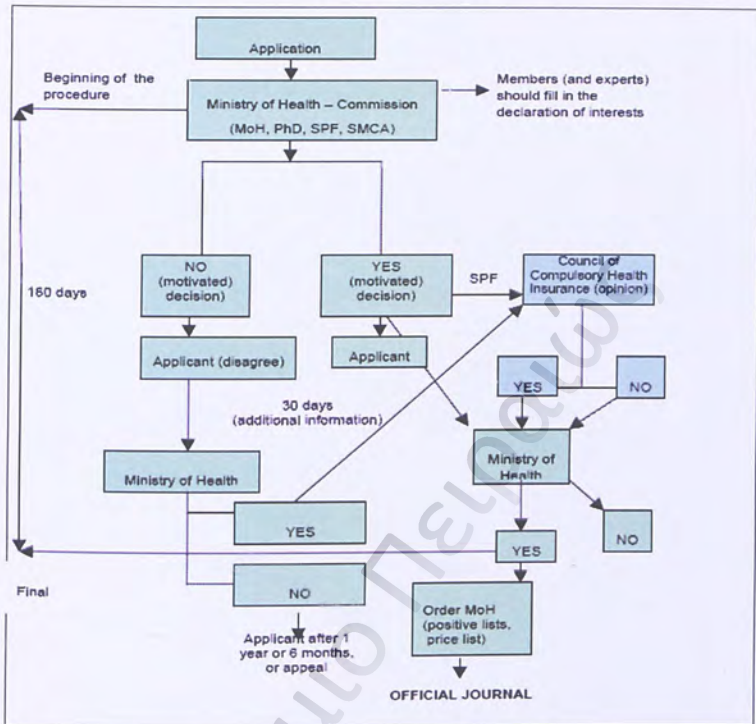 Application
Beginning of the
procedure
Ministry of Health – Commission
(MoH, PhD, SPF, SMCA)
Members (and experts)
should fill in the
declaration of interests
160 days
NO
(motivated)
decision)
YES
(motivated)
decision)
SPF
Council of
Compulsory Health
Insurance (opinion)
Applicant (disagree)
Applicant
30 days
(additional information)
YES
NO
Ministry of Health
Ministry of
Health
YES
YES
NO
Final
NO
Order MoH
(positive lists,
price list)
Applicant after 1
year or 6 months,
or appeal
OFFICIAL JOURNAL
Πειραιώς